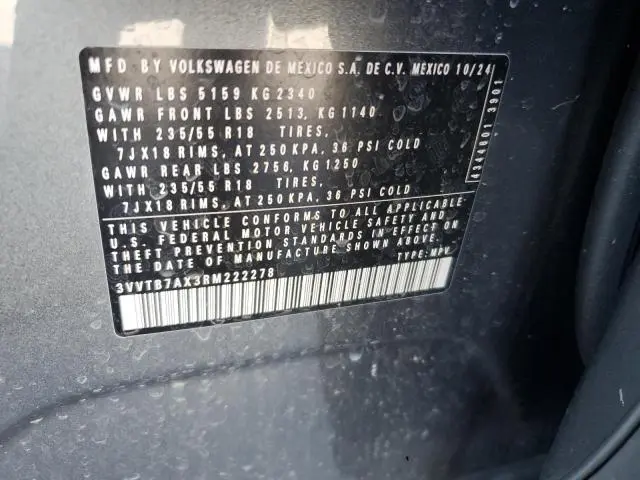 MFD. BY VOLKSWAGEN DE MEXICO S.A. DE C.V. MEXICO 10/24
GVWR LBS 5159 KG 2340
GAWR FRONT LBS 2513, KG 1140
WITH 235/55 R18 TIRES,
7JX18 RIMS, AT 250 KPA, 36 PSI COLD
GAWR REAR LBS 2756, KG 1250
WITH 235/55 R18 TIRES,
7JX18 RIMS, AT 250 KPA, 36 PSI COLD
THIS VEHICLE CONFORMS TO ALL APPLICABLE
U.S. FEDERAL MOTOR VEHICLE SAFETY AND
THEFT PREVENTION STANDARDS IN EFFECT ON
THE DATE OF MANUFACTURE SHOWN ABOVE.
3VVTB7AX3RM222278 TYPE: MPV
3901